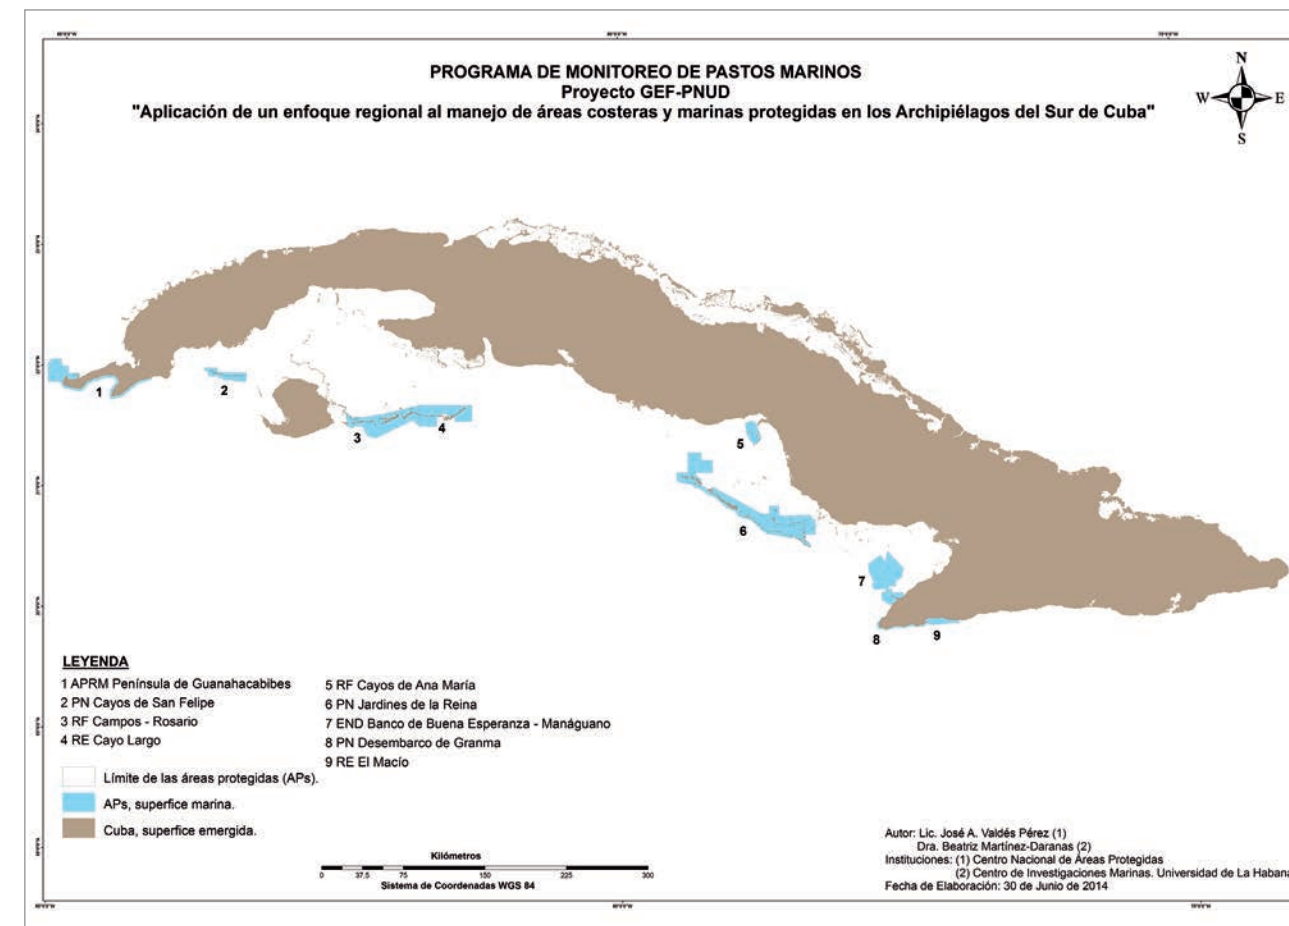 PROGRAMA DE MONITOREO DE PASTOS MARINOS
Proyecto GEF-PNUD
"Aplicación de un enfoque regional al manejo de áreas costeras y marinas protegidas en los Archipiélagos del Sur de Cuba"
N
W E
S
1
2
3
4
5
6
7
8
9
LEYENDA
1 APRM Península de Guanahacabibes
2 PN Cayos de San Felipe
3 RF Campos - Rosario
4 RE Cayo Largo
5 RF Cayos de Ana María
6 PN Jardines de la Reina
7 END Banco de Buena Esperanza - Manáguano
8 PN Desembarco de Granma
9 RE El Macío
Límite de las áreas protegidas (APs).
APs, superfice marina.
Cuba, superfice emergida.
Kilómetros
0 37,5 75 150 225 300
Sistema de Coordenadas WGS 84
Autor: Lic. José A. Valdés Pérez (1)
Dra. Beatriz Martínez-Daranas (2)
Instituciones: (1) Centro Nacional de Áreas Protegidas
(2) Centro de Investigaciones Marinas. Universidad de La Habana
Fecha de Elaboración: 30 de Junio de 2014